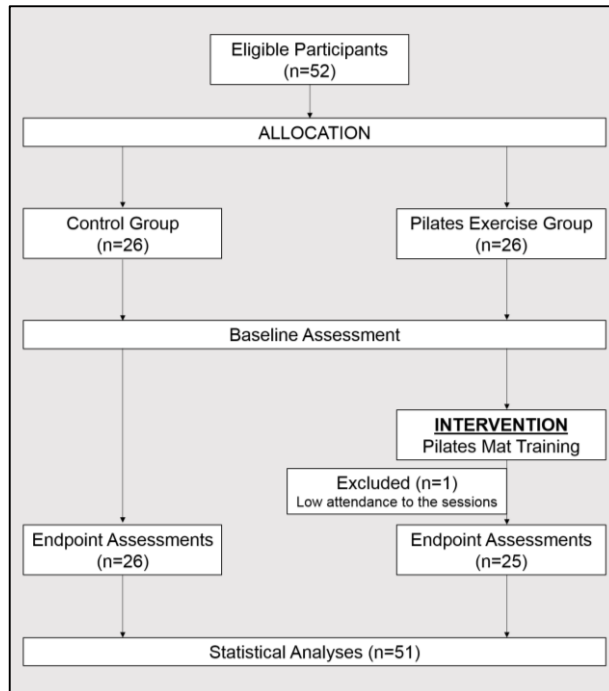 Eligible Participants
(n=52)
ALLOCATION
Control Group
(n=26)
Pilates Exercise Group
(n=26)
Baseline Assessment
INTERVENTION
Pilates Mat Training
Excluded (n=1)
Low attendance to the sessions
Endpoint Assessments
(n=26)
Endpoint Assessments
(n=25)
Statistical Analyses (n=51)